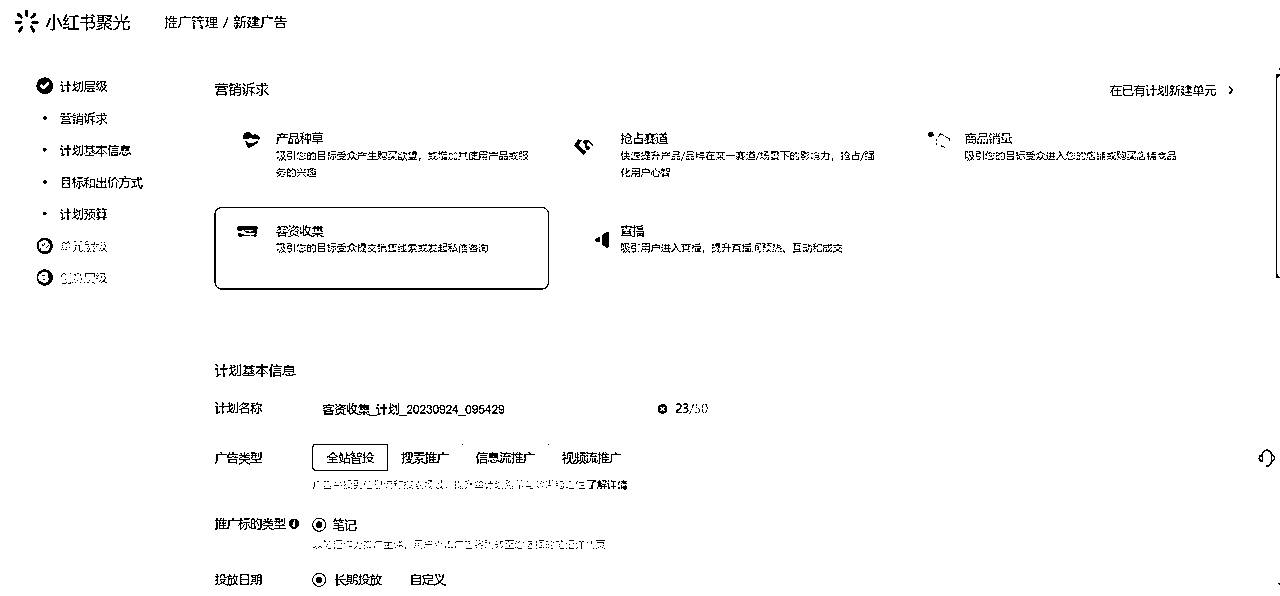 小红书聚光
推广管理 / 新建广告
计划层级
营销诉求
计划基本信息
目标和出价方式
计划预算
单元层级
创意层级
营销诉求
在已有计划新建单元
产品种草
吸引您的目标受众产生购买欲望，或增加其使用产品或服
务的兴趣
抢占赛道
快速提升产品/品牌在某一赛道/场景下的影响力，抢占/强
化用户心智
商品销量
吸引您的目标受众进入您的店铺或购买店铺商品
客资收集
吸引您的目标受众提交销售线索或发起私信咨询
直播
吸引用户进入直播，提升直播间预热、互动和成交
计划基本信息
计划名称
客资收集_计划_20230924_095429
23/50
广告类型
全站智投
搜索推广
信息流推广
视频流推广
了解详情
推广标的类型
笔记
投放日期
长期投放
自定义